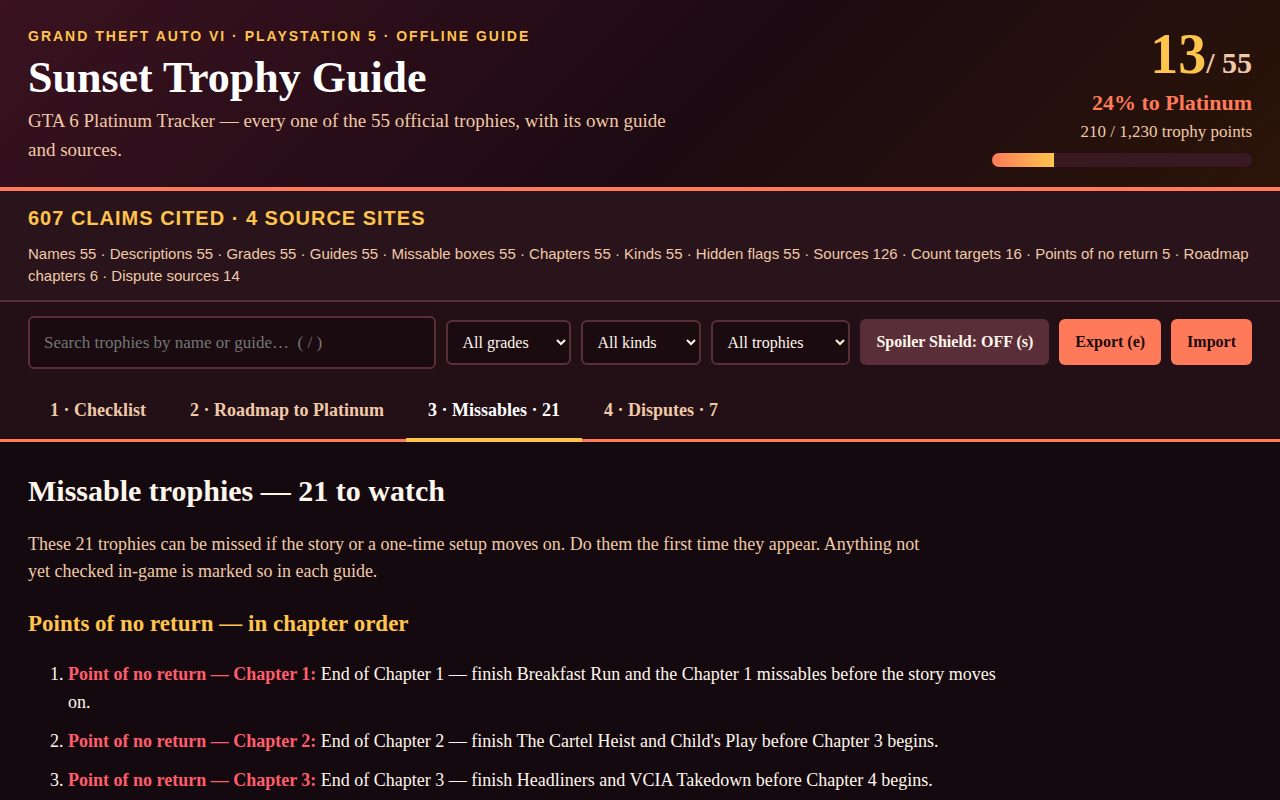 GRAND THEFT AUTO VI · PLAYSTATION 5 · OFFLINE GUIDE
Sunset Trophy Guide
GTA 6 Platinum Tracker — every one of the 55 official trophies, with its own guide
and sources.
13 / 55
24% to Platinum
210 / 1,230 trophy points
607 CLAIMS CITED · 4 SOURCE SITES
Names 55 · Descriptions 55 · Grades 55 · Guides 55 · Missable boxes 55 · Chapters 55 · Kinds 55 · Hidden flags 55 · Sources 126 · Count targets 16 · Points of no return 5 · Roadmap
chapters 6 · Dispute sources 14
Search trophies by name or guide… ( / )
All grades
All kinds
All trophies
Spoiler Shield: OFF (s)
Export (e)
Import
1 · Checklist
2 · Roadmap to Platinum
3 · Missables · 21
4 · Disputes · 7
Missable trophies — 21 to watch
These 21 trophies can be missed if the story or a one-time setup moves on. Do them the first time they appear. Anything not
yet checked in-game is marked so in each guide.
Points of no return — in chapter order
1. Point of no return — Chapter 1: End of Chapter 1 — finish Breakfast Run and the Chapter 1 missables before the story moves
on.
2. Point of no return — Chapter 2: End of Chapter 2 — finish The Cartel Heist and Child's Play before Chapter 3 begins.
3. Point of no return — Chapter 3: End of Chapter 3 — finish Headliners and VCIA Takedown before Chapter 4 begins.